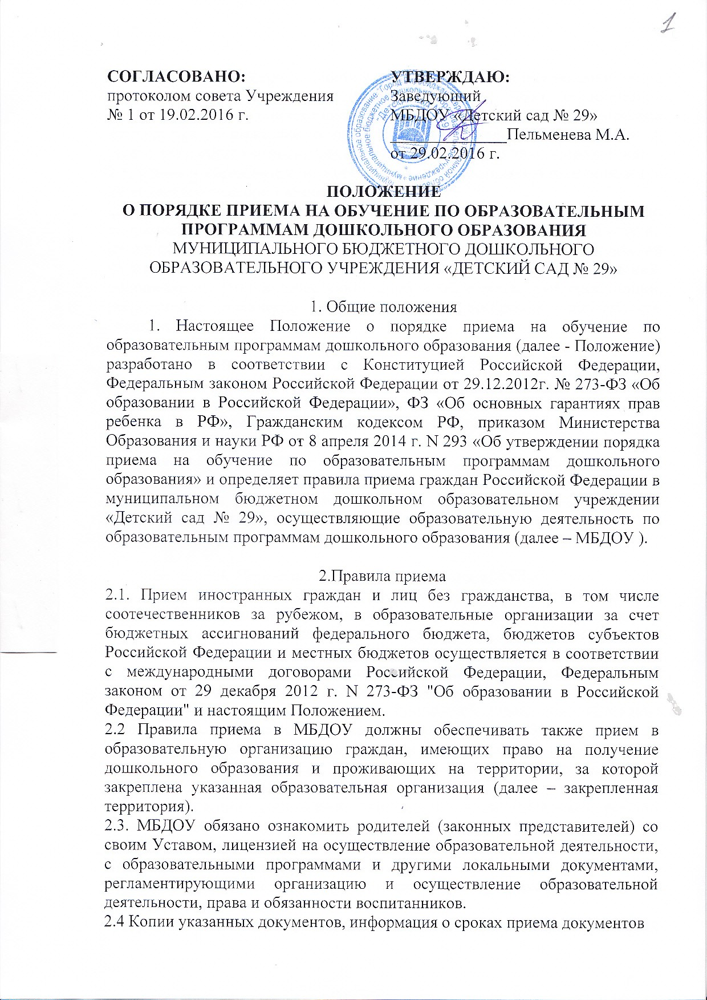 1
СОГЛАСОВАНО:
протоколом совета Учреждения
№ 1 от 19.02.2016 г.
УТВЕРЖДАЮ:
Заведующий
МБДОУ «Детский сад № 29»
______________Пельменева М.А.
от 29.02.2016 г.
ПОЛОЖЕНИЕ
О ПОРЯДКЕ ПРИЕМА НА ОБУЧЕНИЕ ПО ОБРАЗОВАТЕЛЬНЫМ
ПРОГРАММАМ ДОШКОЛЬНОГО ОБРАЗОВАНИЯ
МУНИЦИПАЛЬНОГО БЮДЖЕТНОГО ДОШКОЛЬНОГО
ОБРАЗОВАТЕЛЬНОГО УЧРЕЖДЕНИЯ «ДЕТСКИЙ САД № 29»
1. Общие положения
1. Настоящее Положение о порядке приема на обучение по
образовательным программам дошкольного образования (далее - Положение)
разработано в соответствии с Конституцией Российской Федерации,
Федеральным законом Российской Федерации от 29.12.2012г. № 273-ФЗ «Об
образовании в Российской Федерации», ФЗ «Об основных гарантиях прав
ребенка в РФ», Гражданским кодексом РФ, приказом Министерства
Образования и науки РФ от 8 апреля 2014 г. N 293 «Об утверждении порядка
приема на обучение по образовательным программам дошкольного
образования» и определяет правила приема граждан Российской Федерации в
муниципальном бюджетном дошкольном образовательном учреждении
«Детский сад № 29», осуществляющие образовательную деятельность по
образовательным программам дошкольного образования (далее – МБДОУ ).
2.Правила приема
2.1. Прием иностранных граждан и лиц без гражданства, в том числе
соотечественников за рубежом, в образовательные организации за счет
бюджетных ассигнований федерального бюджета, бюджетов субъектов
Российской Федерации и местных бюджетов осуществляется в соответствии
с международными договорами Российской Федерации, Федеральным
законом от 29 декабря 2012 г. N 273-ФЗ "Об образовании в Российской
Федерации" и настоящим Положением.
2.2 Правила приема в МБДОУ должны обеспечивать также прием в
образовательную организацию граждан, имеющих право на получение
дошкольного образования и проживающих на территории, за которой
закреплена указанная образовательная организация (далее – закрепленная
территория).
2.3. МБДОУ обязано ознакомить родителей (законных представителей) со
своим Уставом, лицензией на осуществление образовательной деятельности,
с образовательными программами и другими локальными документами,
регламентирующими организацию и осуществление образовательной
деятельности, права и обязанности воспитанников.
2.4 Копии указанных документов, информация о сроках приема документов